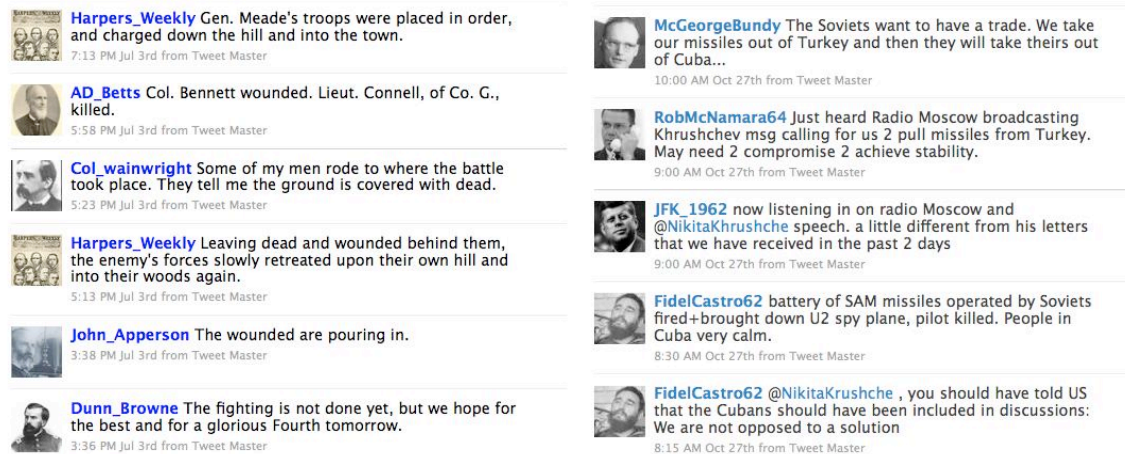 Harpers_Weekly Gen. Meade's troops were placed in order,
and charged down the hill and into the town.
7:13 PM Jul 3rd from Tweet Master
AD_Betts Col. Bennett wounded. Lieut. Connell, of Co. G.,
killed.
5:58 PM Jul 3rd from Tweet Master
Col_wainwright Some of my men rode to where the battle
took place. They tell me the ground is covered with dead.
5:23 PM Jul 3rd from Tweet Master
Harpers_Weekly Leaving dead and wounded behind them,
the enemy's forces slowly retreated upon their own hill and
into their woods again.
5:13 PM Jul 3rd from Tweet Master
John_Apperson The wounded are pouring in.
3:38 PM Jul 3rd from Tweet Master
Dunn_Browne The fighting is not done yet, but we hope for
the best and for a glorious Fourth tomorrow.
3:36 PM Jul 3rd from Tweet Master
McGeorgeBundy The Soviets want to have a trade. We take
our missiles out of Turkey and then they will take theirs out
of Cuba...
10:00 AM Oct 27th from Tweet Master
RobMcNamara64 Just heard Radio Moscow broadcasting
Khrushchev msg calling for us 2 pull missiles from Turkey.
May need 2 compromise 2 achieve stability.
9:00 AM Oct 27th from Tweet Master
JFK_1962 now listening in on radio Moscow and
@NikitaKhrushche speech. a little different from his letters
that we have received in the past 2 days
9:00 AM Oct 27th from Tweet Master
FidelCastro62 battery of SAM missiles operated by Soviets
fired+brought down U2 spy plane, pilot killed. People in
Cuba very calm.
8:30 AM Oct 27th from Tweet Master
FidelCastro62 @NikitaKrushche , you should have told US
that the Cubans should have been included in discussions:
We are not opposed to a solution
8:15 AM Oct 27th from Tweet Master